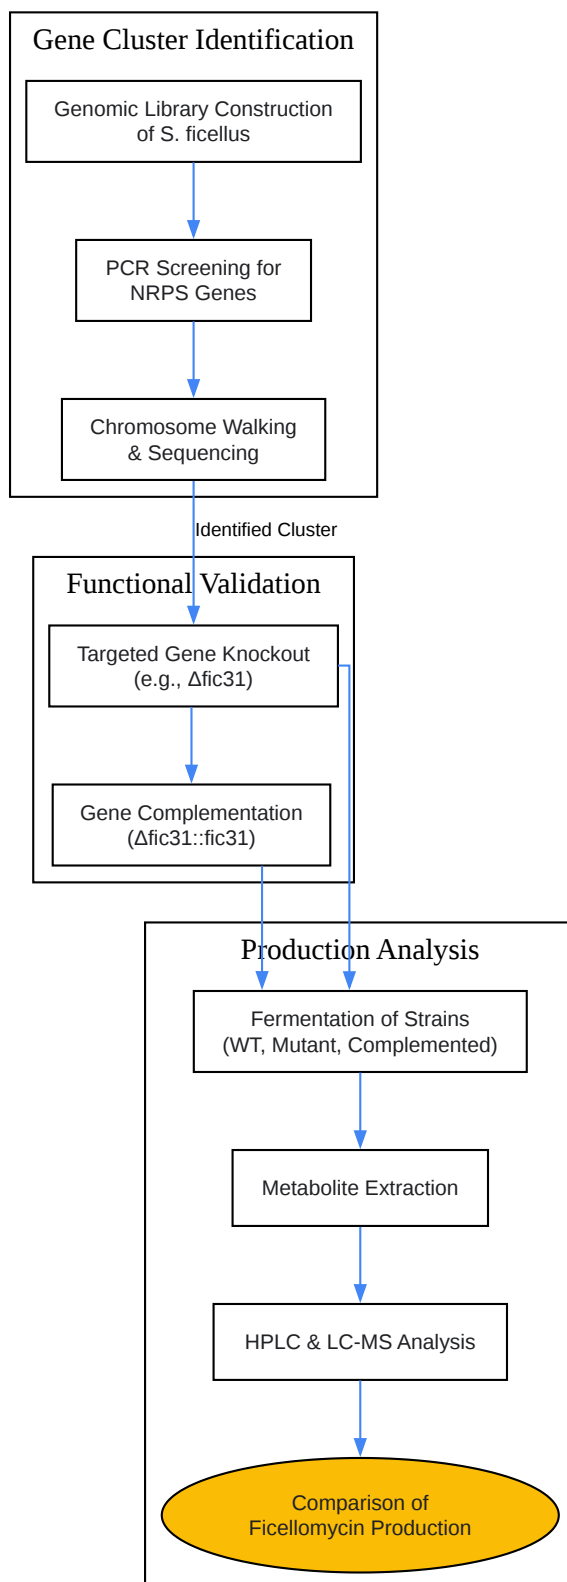 Gene Cluster Identification
Genomic Library Construction
of S. ficellus
PCR Screening for
NRPS Genes
Chromosome Walking
& Sequencing
Identified Cluster
Functional Validation
Targeted Gene Knockout
(e.g., Δfic31)
Gene Complementation
(Δfic31::fic31)
Production Analysis
Fermentation of Strains
(WT, Mutant, Complemented)
Metabolite Extraction
HPLC & LC-MS Analysis
Comparison of
Ficellomycin Production